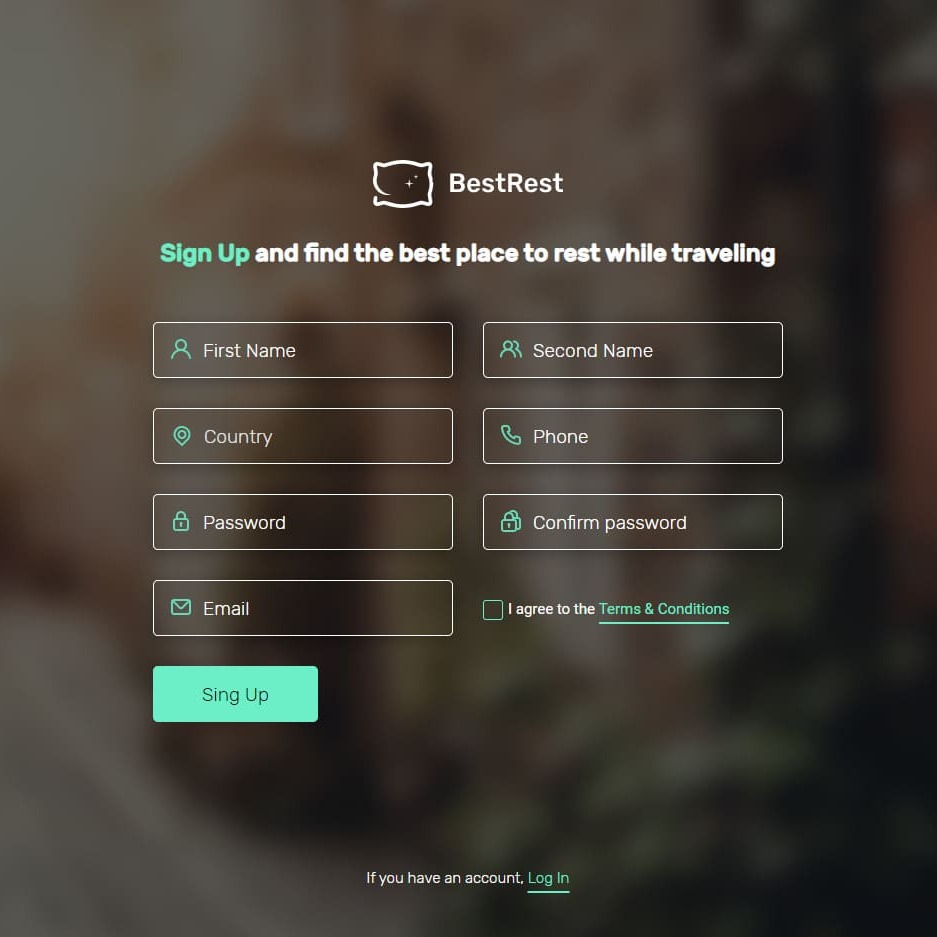 BestRest
Sign Up and find the best place to rest while traveling
First Name
Second Name
Country
Phone
Password
Confirm password
Email
I agree to the Terms & Conditions
Sing Up
If you have an account, Log In